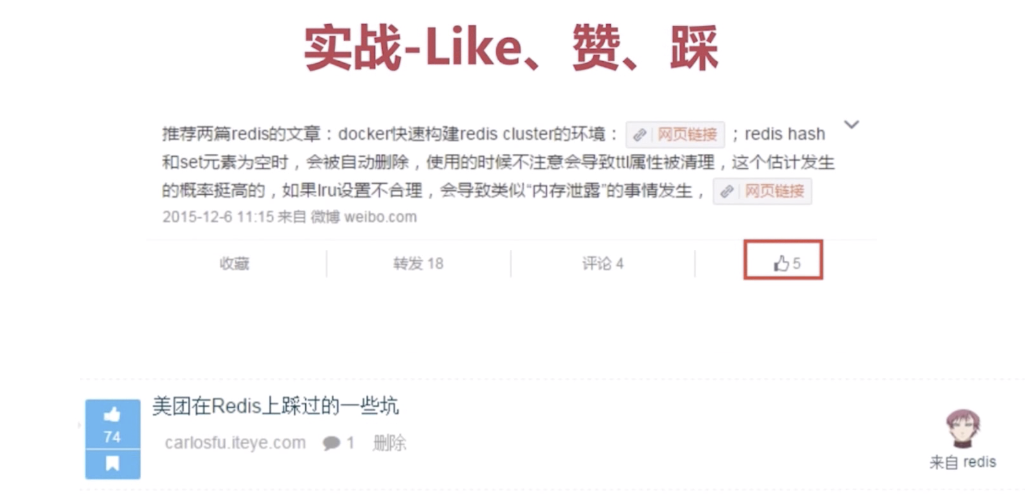 实战-Like、赞、踩
推荐两篇redis的文章：docker快速构建redis cluster的环境： 网页链接 ；redis hash
和set元素为空时，会被自动删除，使用的时候不注意会导致ttl属性被清理，这个估计发生
的概率挺高的，如果lru设置不合理，会导致类似“内存泄露”的事情发生， 网页链接
2015-12-6 11:15 来自 微博 weibo.com
收藏 转发 18 评论 4 5
美团在Redis上踩过的一些坑
74
carlosfu.iteye.com 1 删除
来自 redis